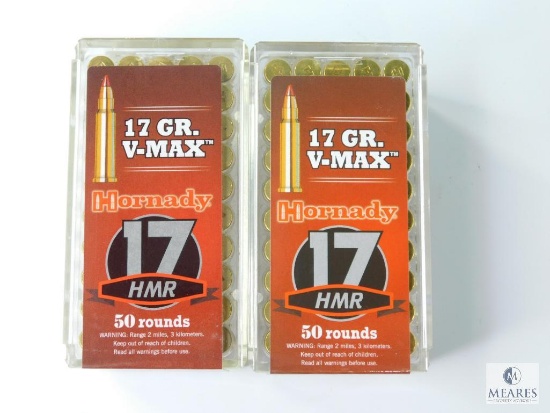 17 GR.
V-MAX™
Hornady
17
HMR
50 rounds
WARNING: Range 2 miles, 3 kilometers.
Keep out of reach of children.
Read all warnings before use.
17 GR.
V-MAX™
Hornady
17
HMR
50 rounds
WARNING: Range 2 miles, 3 kilometers.
Keep out of reach of children.
Read all warnings before use.
MEARES